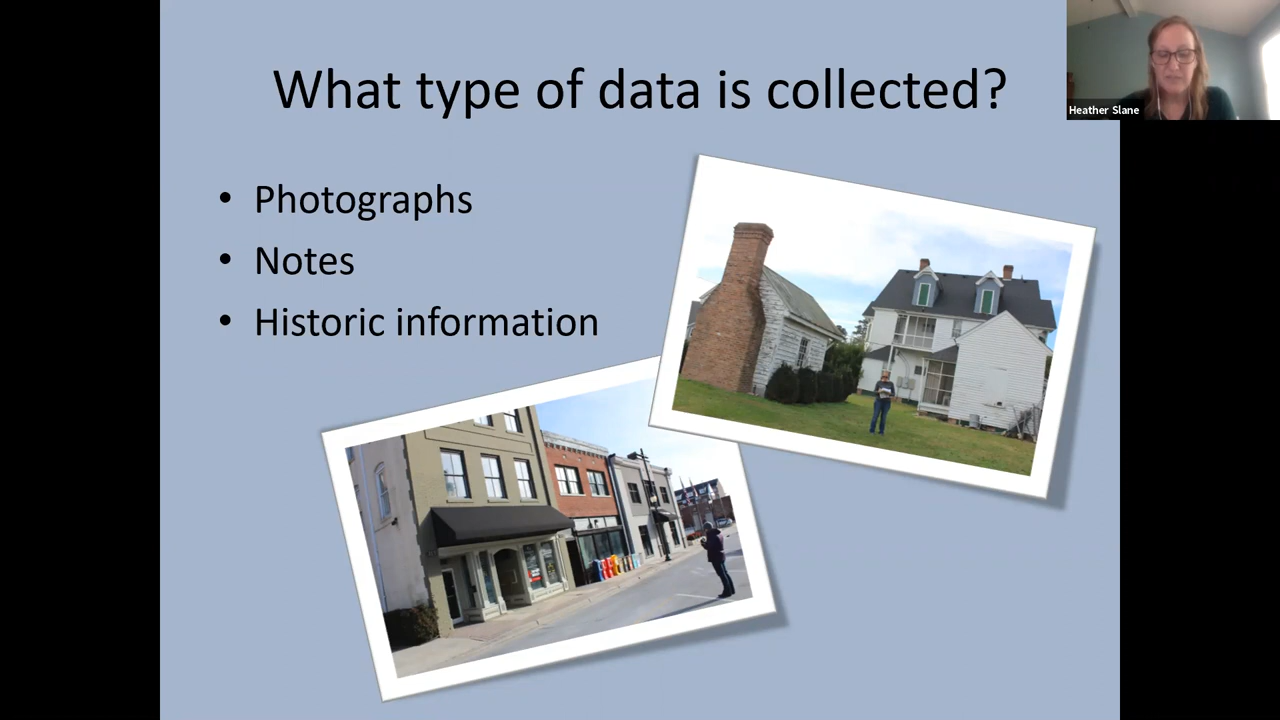 What type of data is collected?
Heather Slane
• Photographs
• Notes
• Historic information